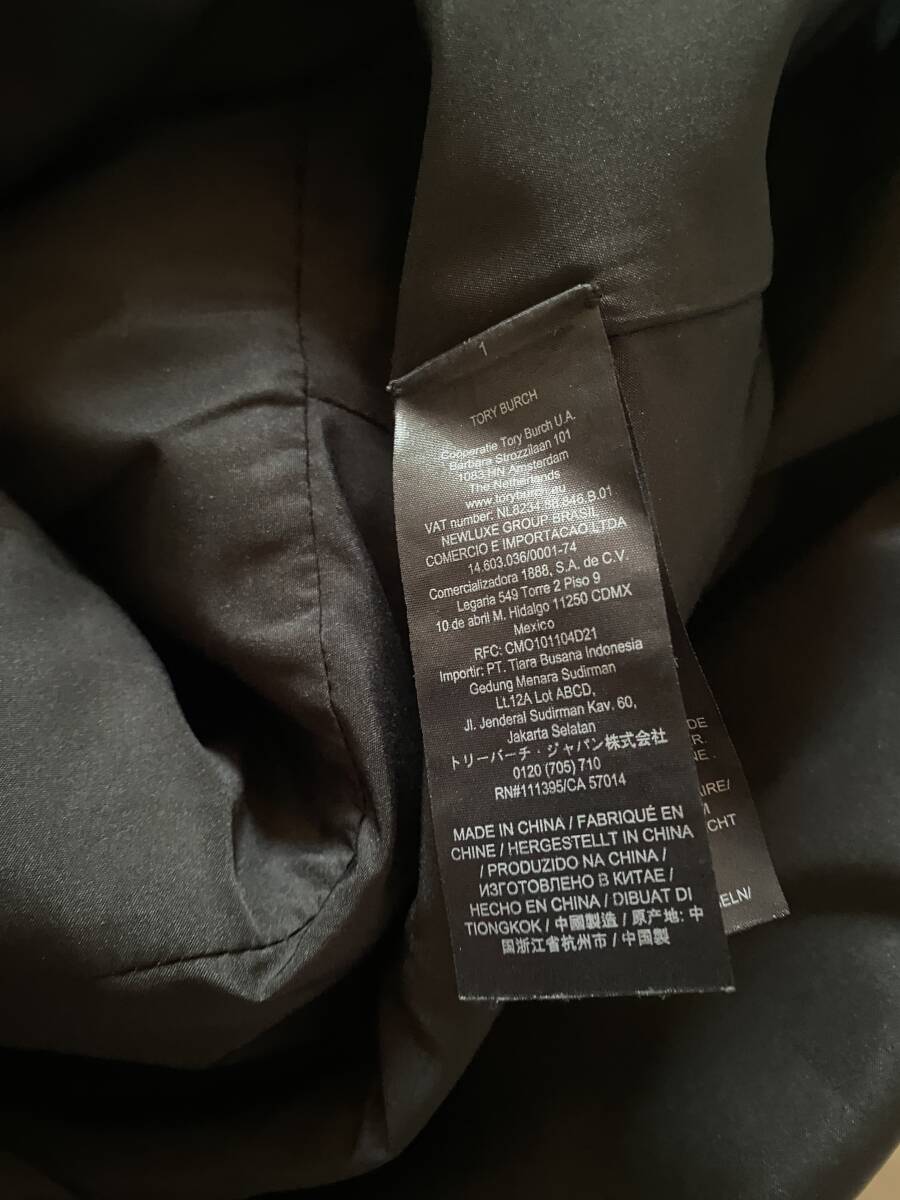 1
TORY BURCH
Cooperatie Tory Burch U.A.
Barbara Strozzilaan 101
1083 HN Amsterdam
The Netherlands
www.toryburch.eu
VAT number: NL8234.88.846.B.01
NEWLUXE GROUP BRASIL
COMERCIO E IMPORTACAO LTDA
14.603.036/0001-74
Comercializadora 1888, S.A. de C.V.
Legaria 549 Torre 2 Piso 9
10 de abril M. Hidalgo 11250 CDMX
Mexico
RFC: CMO101104D21
Importir: PT. Tiara Busana Indonesia
Gedung Menara Sudirman
Lt.12A Lot ABCD,
Jl. Jenderal Sudirman Kav. 60,
Jakarta Selatan
トリーバーチ・ジャパン株式会社
0120 (705) 710
RN#111395/CA 57014
MADE IN CHINA / FABRIQUÉ EN
CHINE / HERGESTELLT IN CHINA
/ PRODUZIDO NA CHINA /
ИЗГОТОВЛЕНО В КИТАЕ /
HECHO EN CHINA / DIBUAT DI
TIONGKOK / 中國製造 / 原产地: 中
国浙江省杭州市 / 中国製
DE
R.
NE.
AIRE/
M
CHT
ELN/